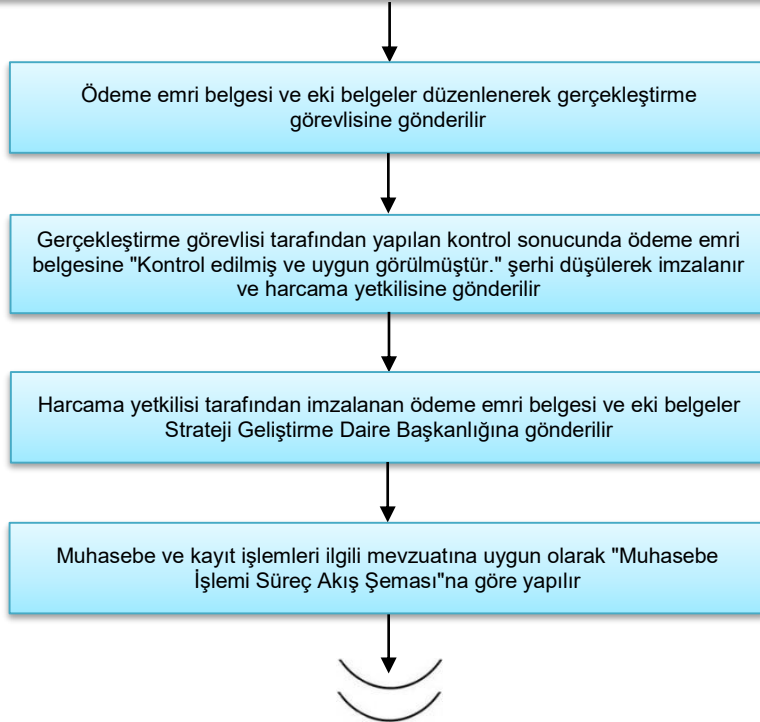 Ödeme emri belgesi ve eki belgeler düzenlenerek gerçekleştirme
görevlisine gönderilir
Gerçekleştirme görevlisi tarafından yapılan kontrol sonucunda ödeme emri
belgesine "Kontrol edilmiş ve uygun görülmüştür." şerhi düşülerek imzalanır
ve harcama yetkilisine gönderilir
Harcama yetkilisi tarafından imzalanan ödeme emri belgesi ve eki belgeler
Strateji Geliştirme Daire Başkanlığına gönderilir
Muhasebe ve kayıt işlemleri ilgili mevzuatına uygun olarak "Muhasebe
İşlemi Süreç Akış Şeması"na göre yapılır